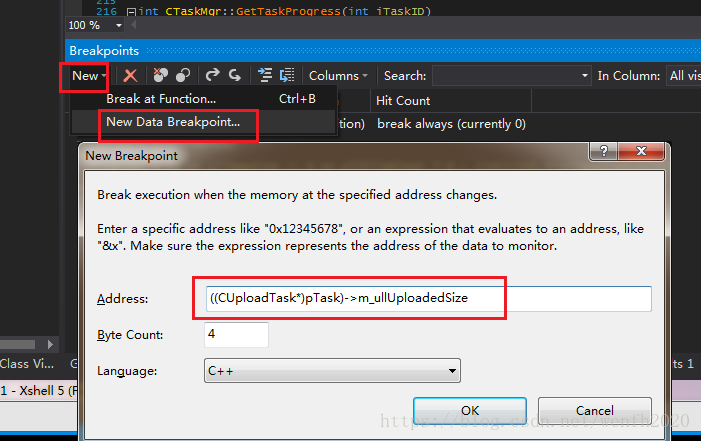 215
216 int CTaskMgr::GetTaskProgress(int iTaskID)
100 %
Breakpoints
New Columns Search: In Column: All vis
Break at Function... Ctrl+B Hit Count
New Data Breakpoint... tion) break always (currently 0)
New Breakpoint
Break execution when the memory at the specified address changes.
Enter a specific address like "0x12345678", or an expression that evaluates to an address, like
"&x". Make sure the expression represents the address of the data to monitor.
Address: ((CUploadTask*)pTask)->m_ullUploadedSize
Byte Count: 4
Class Vi... ts 1
Language: C++
1 - Xshell 5 (F
OK Cancel
https://blog.csdn.net/wenfh2020